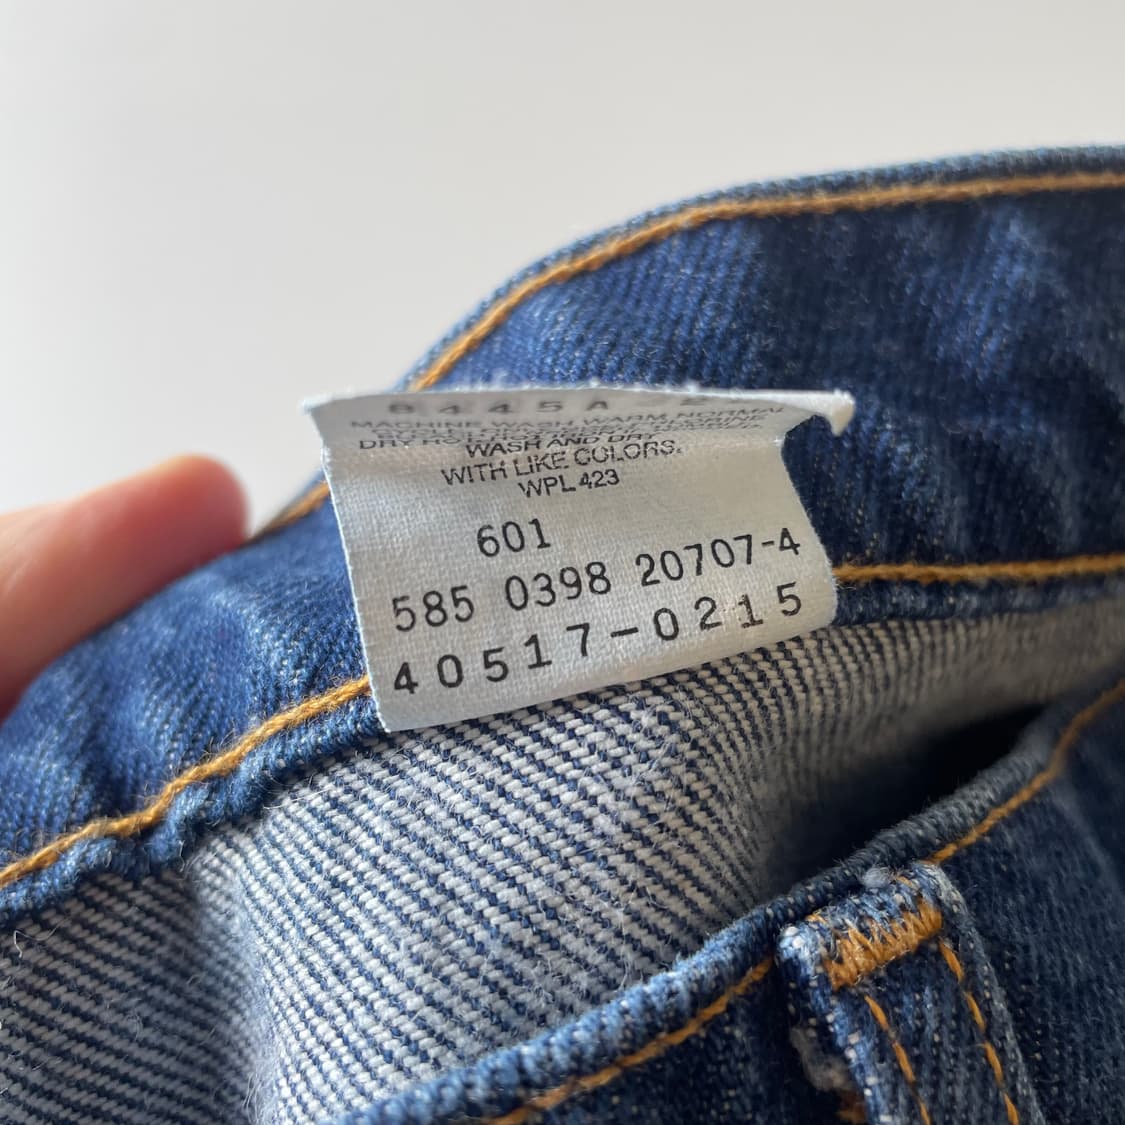 8445A
MACHINE WASH WARM, NORMAL
WASH AND DRY
WITH LIKE COLORS.
WPL 423
601
585 0398 20707-4
40517-0215